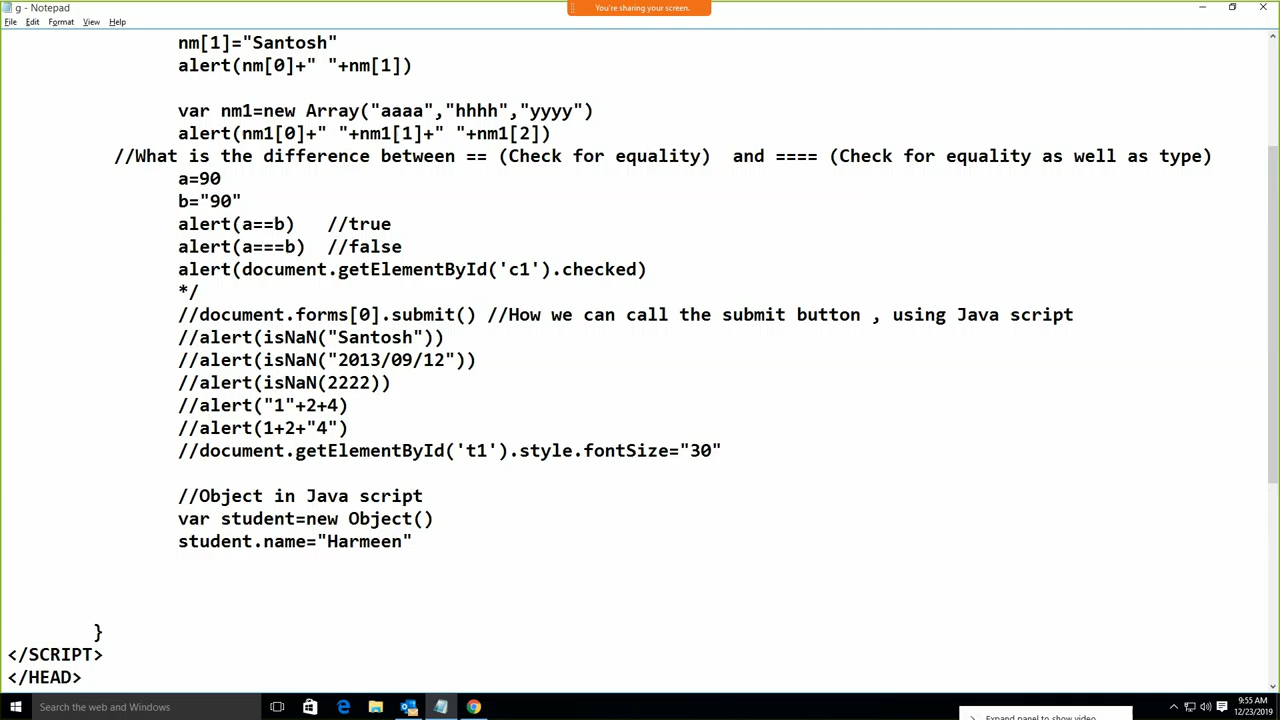 g - Notepad
You're sharing your screen.
File Edit Format View Help
nm[1]="Santosh"
alert(nm[0]+" "+nm[1])
var nm1=new Array("aaaa","hhhh","yyyy")
alert(nm1[0]+" "+nm1[1]+" "+nm1[2])
//What is the difference between == (Check for equality)  and ==== (Check for equality as well as type)
a=90
b="90"
alert(a==b)   //true
alert(a===b)  //false
alert(document.getElementById('c1').checked)
*/
//document.forms[0].submit() //How we can call the submit button , using Java script
//alert(isNaN("Santosh"))
//alert(isNaN("2013/09/12"))
//alert(isNaN(2222))
//alert("1"+2+4)
//alert(1+2+"4")
//document.getElementById('t1').style.fontSize="30"
//Object in Java script
var student=new Object()
student.name="Harmeen"
}
</SCRIPT>
</HEAD>
Search the web and Windows
Expand panel to show video
9:55 AM
12/23/2019